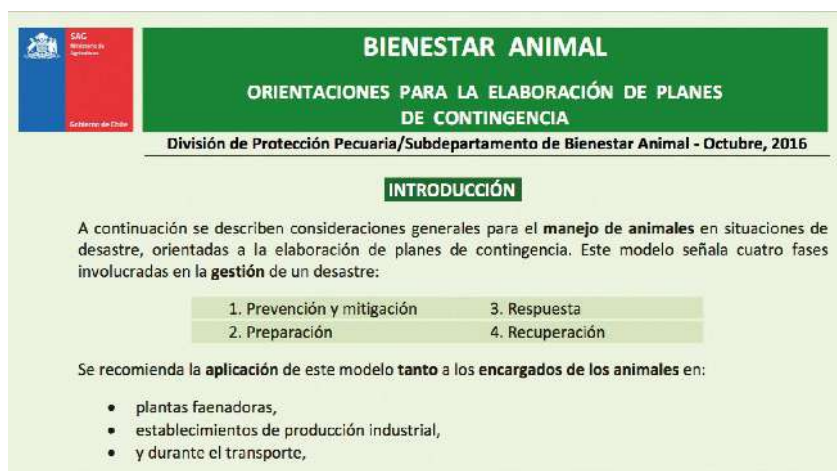 SAG
Ministerio de
Agricultura
Gobierno de Chile
BIENESTAR ANIMAL
ORIENTACIONES PARA LA ELABORACIÓN DE PLANES
DE CONTINGENCIA
División de Protección Pecuaria/Subdepartamento de Bienestar Animal - Octubre, 2016
INTRODUCCIÓN
A continuación se describen consideraciones generales para el manejo de animales en situaciones de
desastre, orientadas a la elaboración de planes de contingencia. Este modelo señala cuatro fases
involucradas en la gestión de un desastre:
1. Prevención y mitigación 3. Respuesta
2. Preparación 4. Recuperación
Se recomienda la aplicación de este modelo tanto a los encargados de los animales en:
• plantas faenadoras,
• establecimientos de producción industrial,
• y durante el transporte,